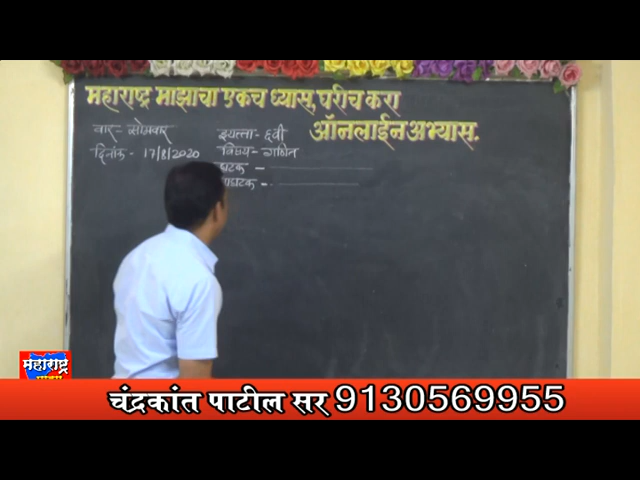 महाराष्ट्र माझाचा एकच ध्यास, घरीच करा
ऑनलाईन अभ्यास.
वार- सोमवार
दिनांक - 17/8/2020
इयत्ता- ६वी
विषय- गणित
घटक -
उपघटक -
महाराष्ट्र
माझा
चंद्रकांत पाटील सर 9130569955